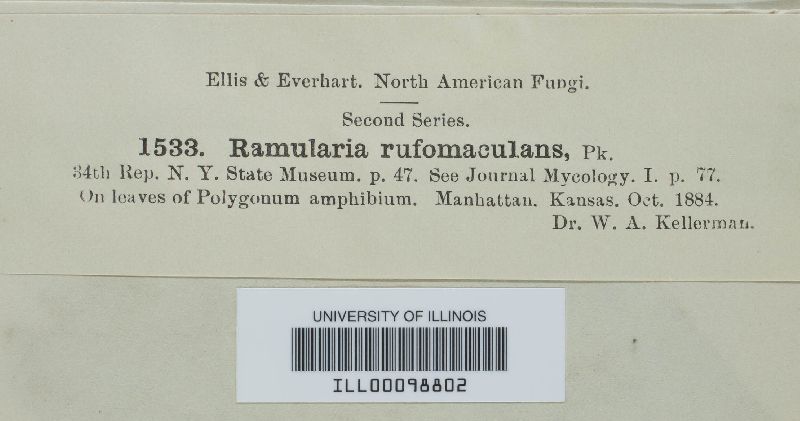 Ellis & Everhart. North American Fungi.
Second Series.
1533. Ramularia rufomaculans, Pk.
34th Rep. N. Y. State Museum. p. 47. See Journal Mycology. I. p. 77.
On leaves of Polygonum amphibium. Manhattan. Kansas. Oct. 1884.
Dr. W. A. Kellerman.
UNIVERSITY OF ILLINOIS
ILL00098802